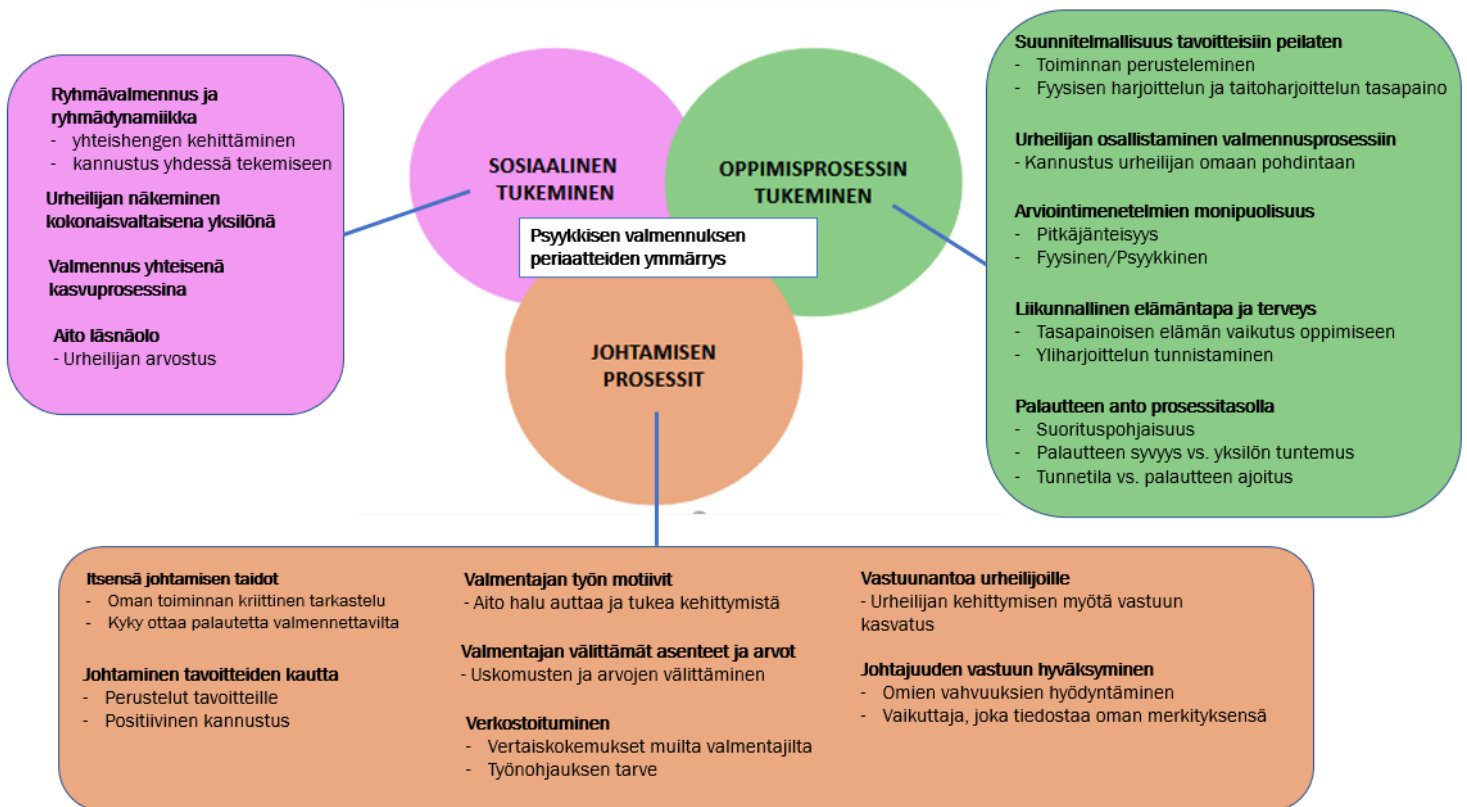 Ryhmävalmennus ja
ryhmädynamiikka
- yhteishengen kehittäminen
- kannustus yhdessä tekemiseen
Urheilijan näkeminen
kokonaisvaltaisena yksilönä
Valmennus yhteisenä
kasvuprosessina
Aito läsnäolo
- Urheilijan arvostus
SOSIAALINEN
TUKEMINEN
OPPIMISPROSESSIN
TUKEMINEN
Psyykkisen valmennuksen
periaatteiden ymmärrys
JOHTAMISEN
PROSESSIT
Suunnitelmallisuus tavoitteisiin peilaten
- Toiminnan perusteleminen
- Fyysisen harjoittelun ja taitoharjoittelun tasapaino
Urheilijan osallistaminen valmennusprosessiin
- Kannustus urheilijan omaan pohdintaan
Arviointimenetelmien monipuolisuus
- Pitkäjänteisyys
- Fyysinen/Psyykkinen
Liikunnallinen elämäntapa ja terveys
- Tasapainoisen elämän vaikutus oppimiseen
- Yliharjoittelun tunnistaminen
Palautteen anto prosessitasolla
- Suorituspohjaisuus
- Palautteen syvyys vs. yksilön tuntemus
- Tunnetila vs. palautteen ajoitus
Itsensä johtamisen taidot
- Oman toiminnan kriittinen tarkastelu
- Kyky ottaa palautetta valmennettavilta
Johtaminen tavoitteiden kautta
- Perustelut tavoitteille
- Positiivinen kannustus
Valmentajan työn motiivit
- Aito halu auttaa ja tukea kehittymistä
Valmentajan välittämät asenteet ja arvot
- Uskomusten ja arvojen välittäminen
Verkostoituminen
- Vertaiskokemukset muilta valmentajilta
- Työnohjauksen tarve
Vastuunantoa urheilijoille
- Urheilijan kehittymisen myötä vastuun
kasvatus
Johtajuuden vastuun hyväksyminen
- Omien vahvuuksien hyödyntäminen
- Vaikuttaja, joka tiedostaa oman merkityksensä